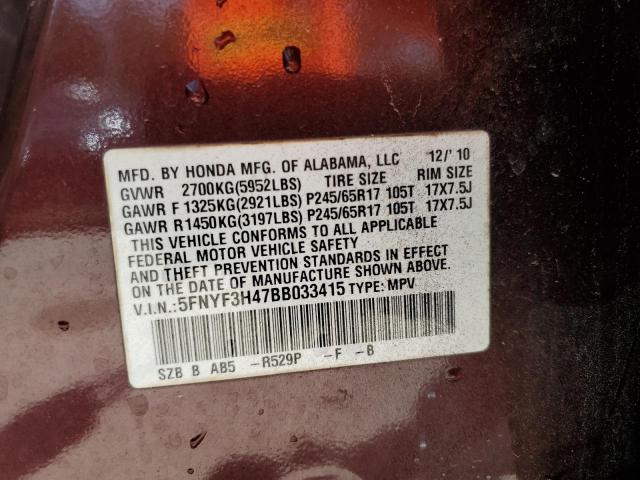 MFD. BY HONDA MFG. OF ALABAMA, LLC 12/'10
GVWR 2700KG(5952LBS) TIRE SIZE RIM SIZE
GAWR F 1325KG(2921LBS) P245/65R17 105T 17X7.5J
GAWR R1450KG(3197LBS) P245/65R17 105T 17X7.5J
THIS VEHICLE CONFORMS TO ALL APPLICABLE
FEDERAL MOTOR VEHICLE SAFETY
AND THEFT PREVENTION STANDARDS IN EFFECT
ON THE DATE OF MANUFACTURE SHOWN ABOVE.
V.I.N.:5FNYF3H47BB033415 TYPE: MPV
SZB B AB5 -R529P -F -B